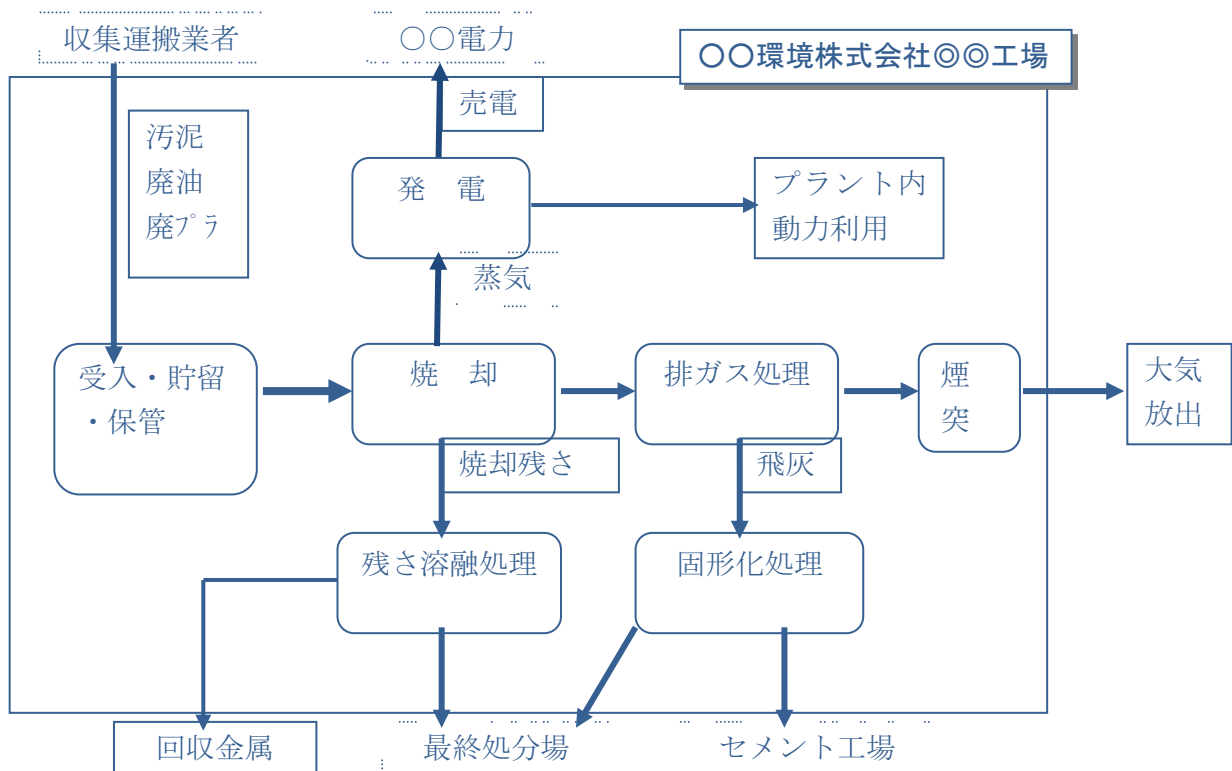 収集運搬業者
〇〇電力
〇〇環境株式会社◎◎工場
売電
汚泥
廃油
廃プラ
発 電
プラント内
動力利用
蒸気
受入・貯留
・保管
焼 却
排ガス処理
煙
突
大気
放出
焼却残さ
飛灰
残さ溶融処理
固形化処理
回収金属
最終処分場
セメント工場